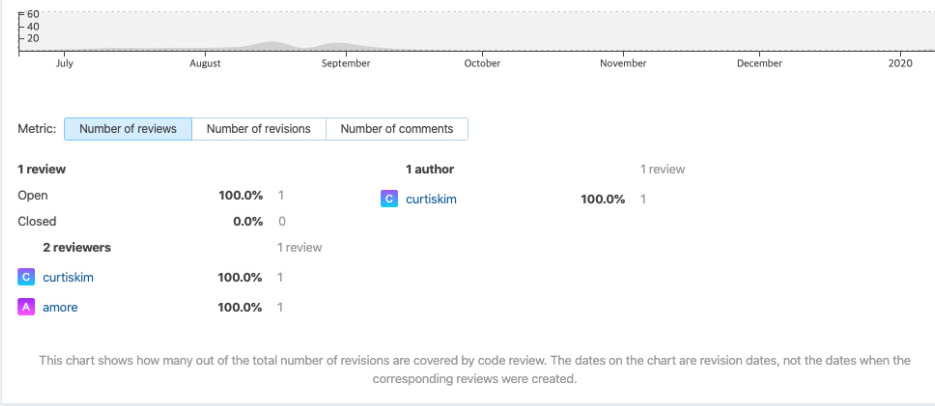 60
40
20
July August September October November December 2020
Metric: Number of reviews Number of revisions Number of comments
1 review 1 author 1 review
Open 100.0% 1 C curtiskim 100.0% 1
Closed 0.0% 0
2 reviewers 1 review
C curtiskim 100.0% 1
A amore 100.0% 1
This chart shows how many out of the total number of revisions are covered by code review. The dates on the chart are revision dates, not the dates when the
corresponding reviews were created.